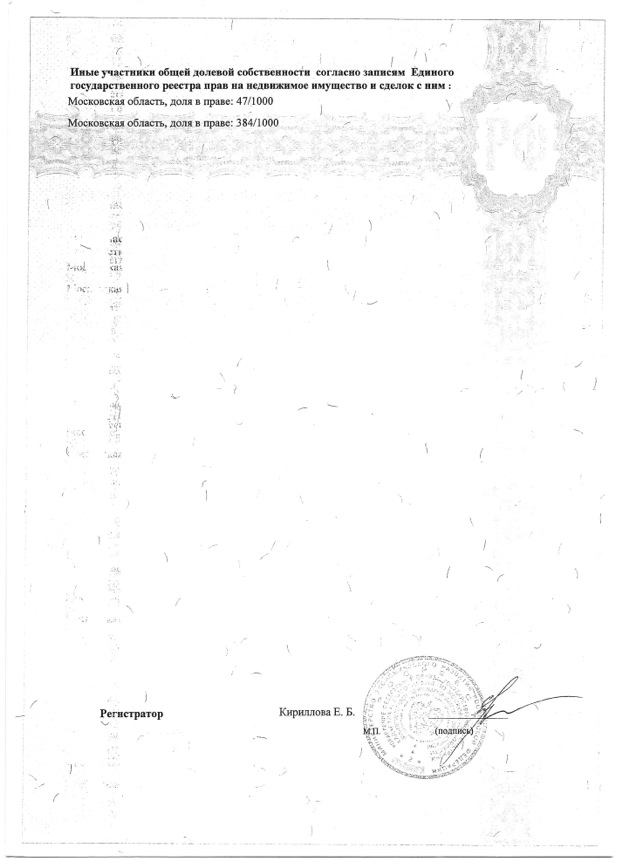 Иные участники общей долевой собственности согласно записям Единого
государственного реестра прав на недвижимое имущество и сделок с ним :
Московская область, доля в праве: 47/1000
Московская область, доля в праве: 384/1000
РФ
Регистратор
Кириллова Е. Б.
М.П.
(подпись)